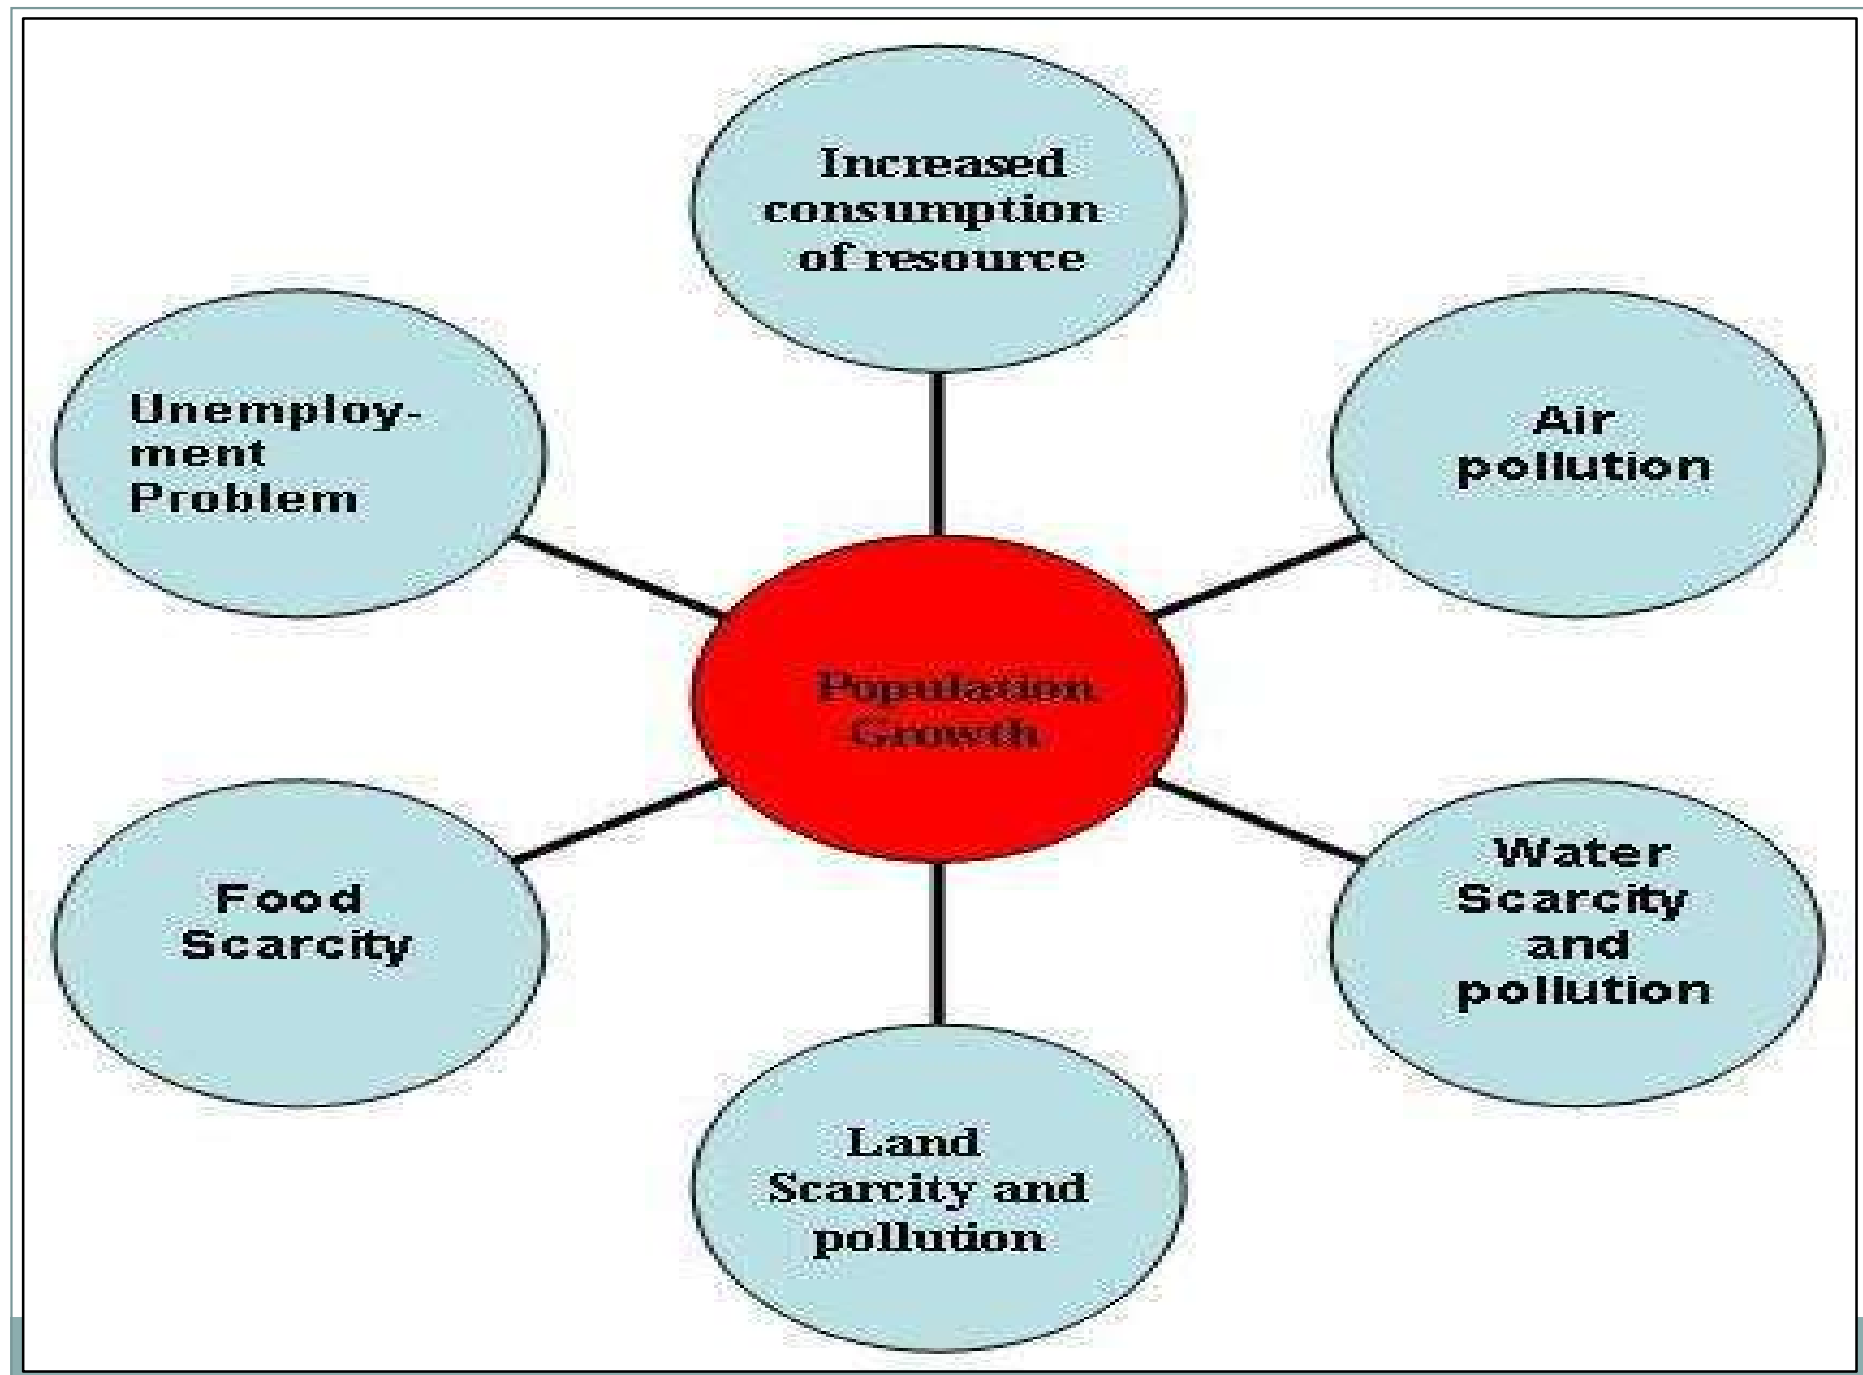 Increased
consumption
of resource
Unemploy-
ment
Problem
Air
pollution
Population
Growth
Food
Scarcity
Water
Scarcity
and
pollution
Land
Scarcity and
pollution